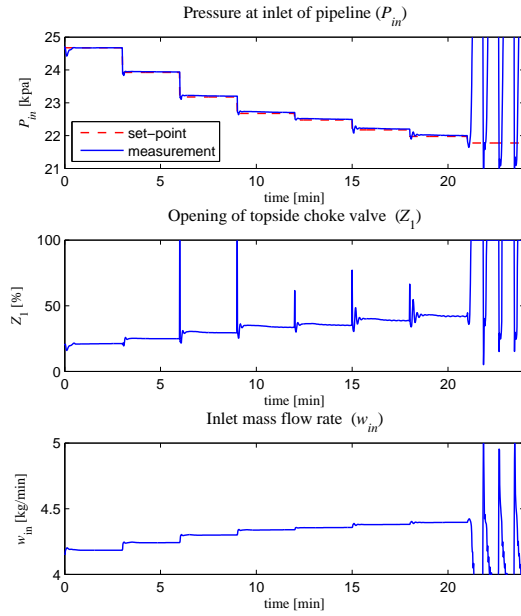 Pressure at inlet of pipeline (P_in)
25
24
23
22
21
P_in [kpa]
set-point
measurement
0
5
10
15
20
time [min]
Opening of topside choke valve (Z_1)
100
50
0
Z_1 [%]
0
5
10
15
20
time [min]
Inlet mass flow rate (w_in)
5
4.5
4
w_in [kg/min]
0
5
10
15
20
time [min]